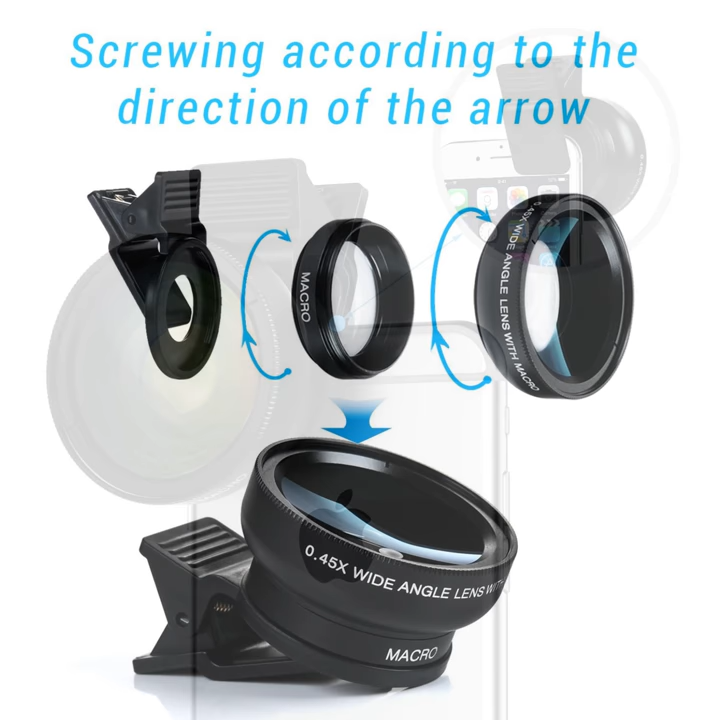 Screwing according to the
direction of the arrow
MACRO
0.45X WIDE ANGLE LENS WITH MACRO
0.45X WIDE ANGLE LENS WITH
MACRO